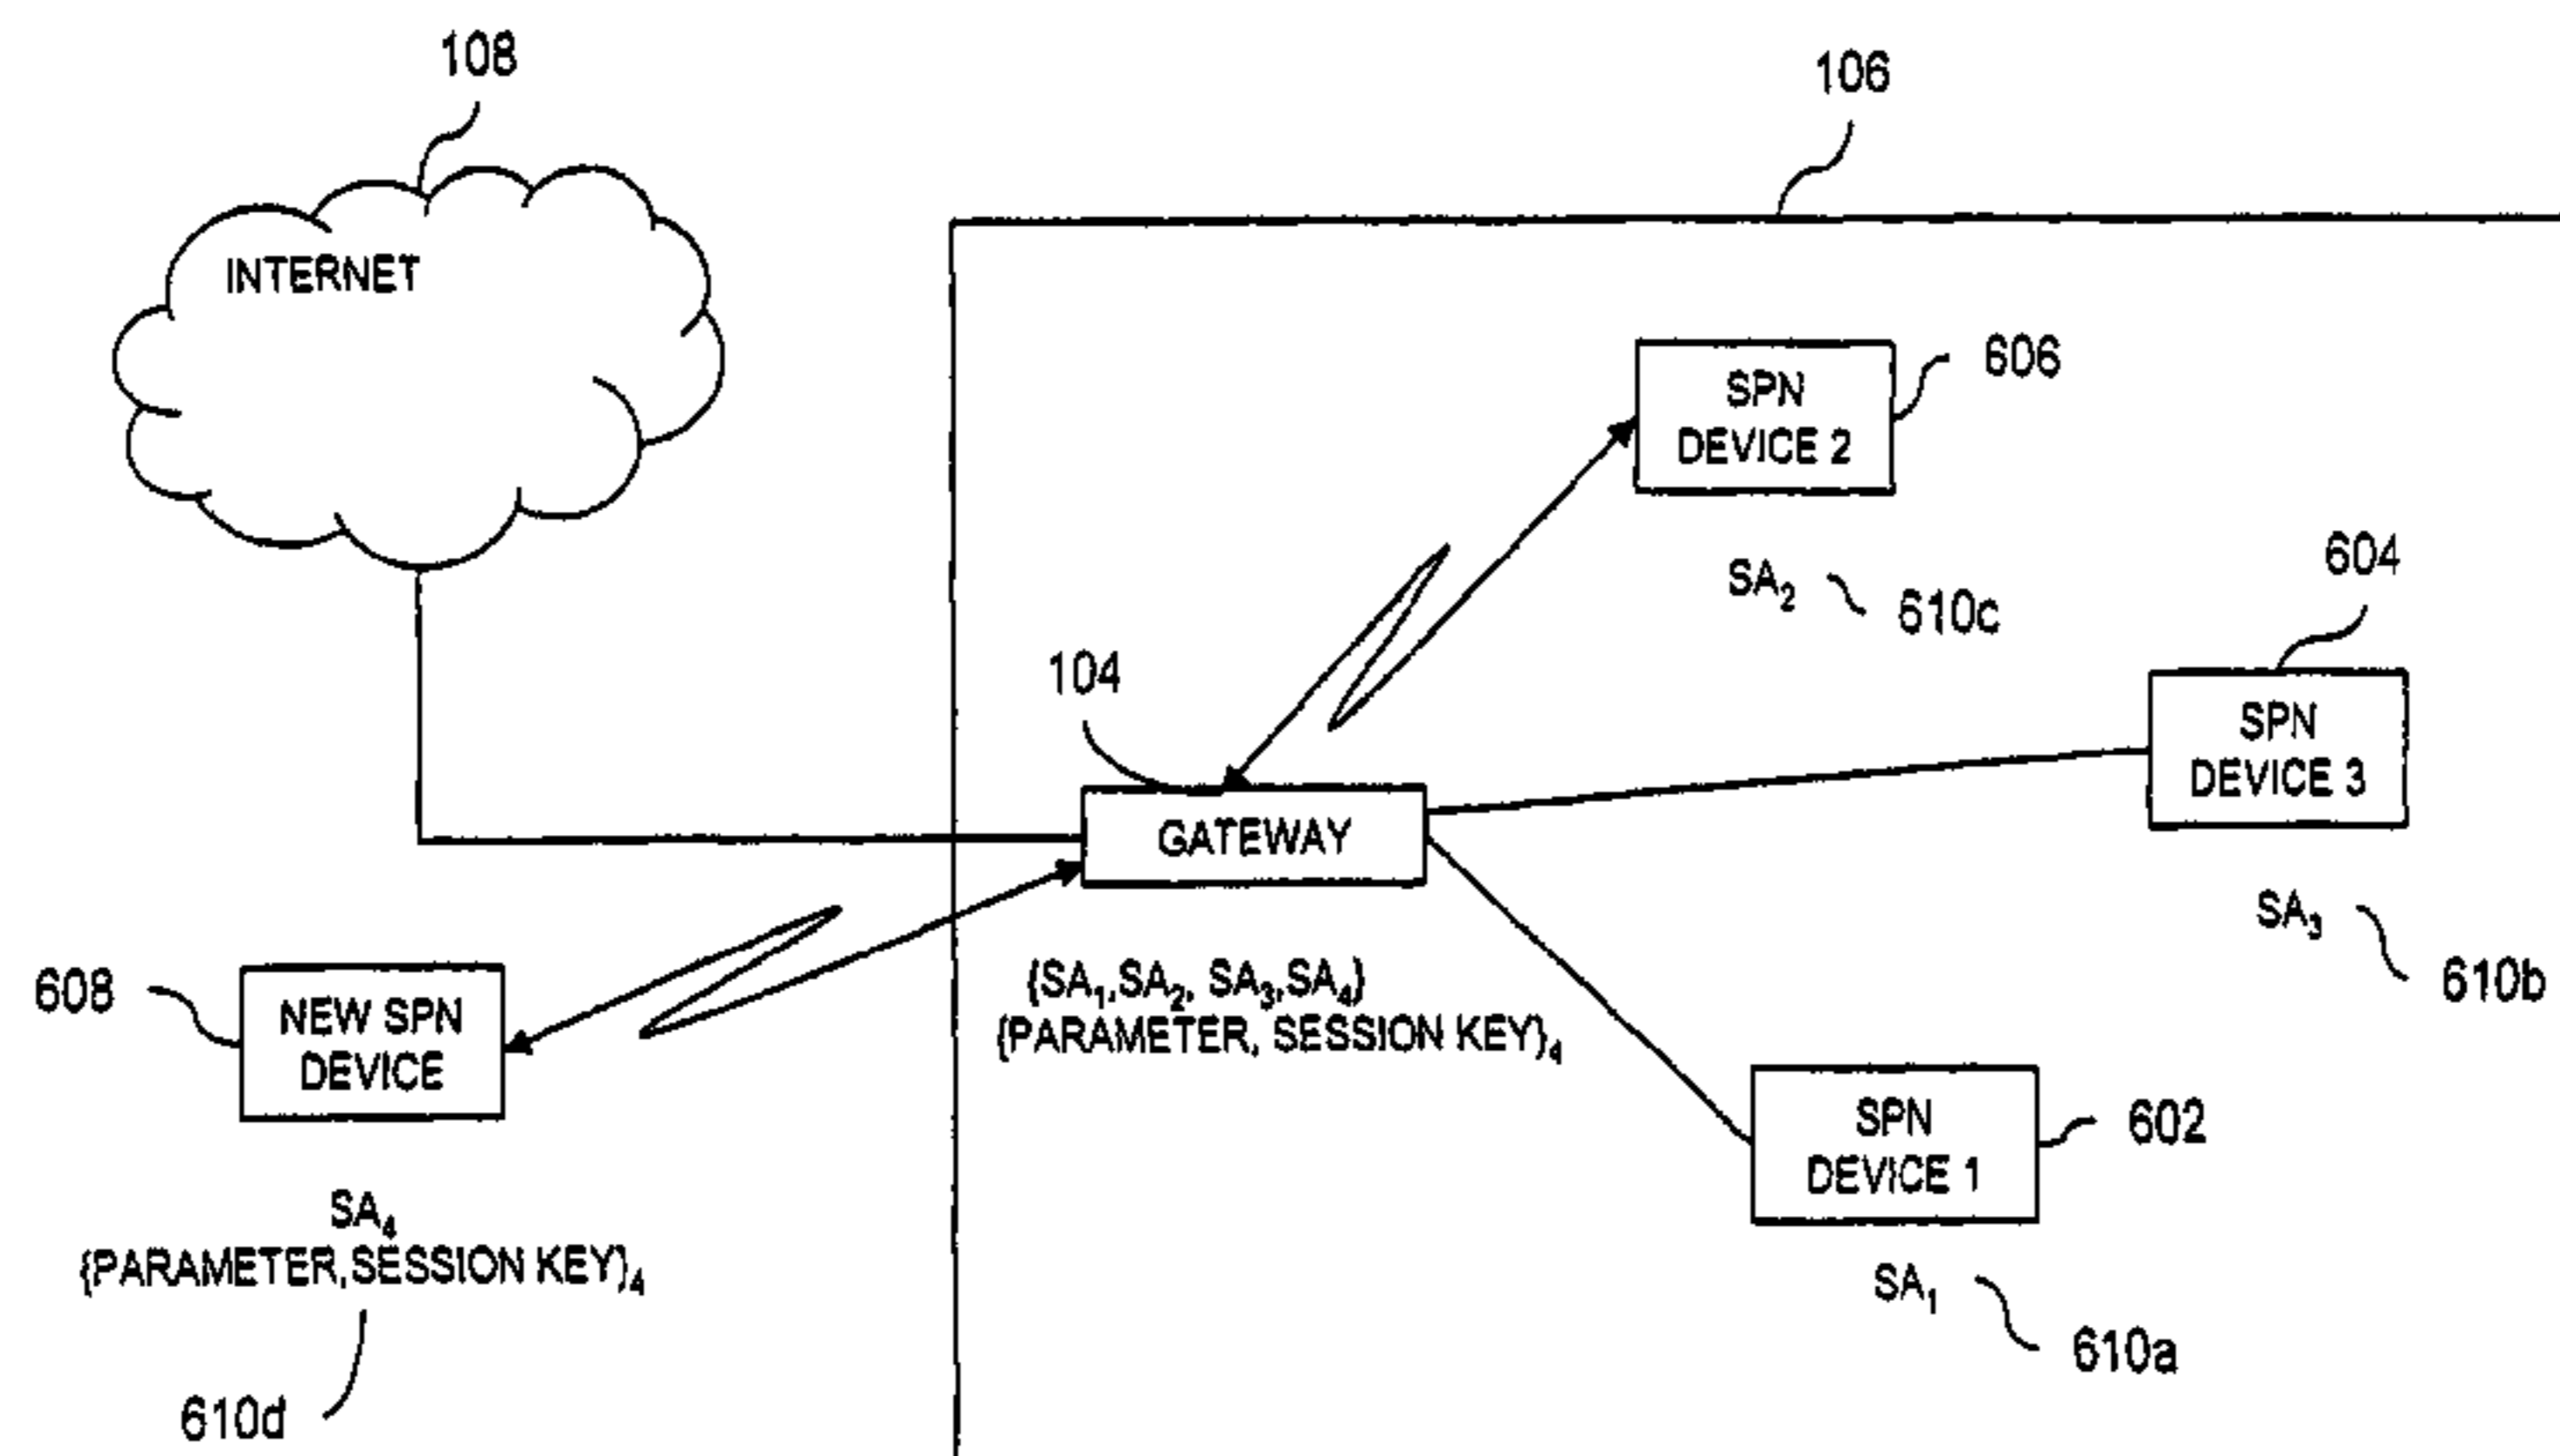 108
106
INTERNET
SPN
DEVICE 2
606
SA₂
610c
604
104
SPN
DEVICE 3
GATEWAY
SA₃
610b
608
NEW SPN
DEVICE
{SA₁,SA₂, SA₃,SA₄}
{PARAMETER, SESSION KEY}₄
SPN
DEVICE 1
602
SA₄
{PARAMETER,SESSION KEY}₄
SA₁
610a
610d